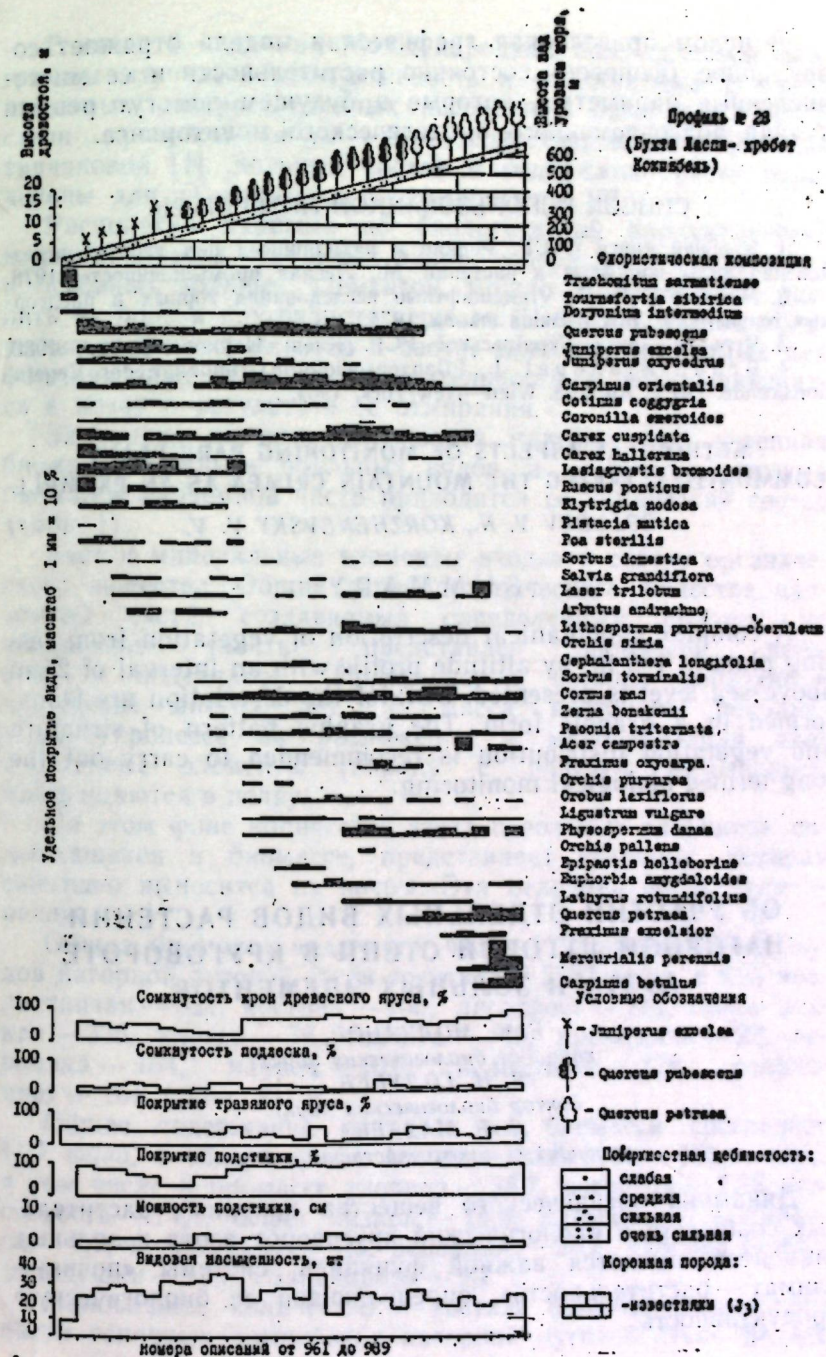 Высота древостоя, м
20
15
10
5
0
Высота над уровнем моря, м
600
500
400
300
200
100
0
Профиль № 28
(Бухта Ласпи- хребет
Кокиябель)
Флористическая композиция
Удельное покрытие вида, масштаб 1 мм = 10 %
Trachomitum sarmatiense
Tournefortia sibirica
Dorycnium intermedium
Quercus pubescens
Juniperus excelsa
Juniperus oxycedrus
Carpinus orientalis
Cotinus coggygria
Coronilla emeroides
Carex cuspidata
Carex hallerana
Lasiagrostis bromoides
Ruscus ponticus
Elytrigia nodosa
Pistacia mutica
Poa sterilis
Sorbus domestica
Salvia grandiflora
Laser trilobum
Arbutus andrachne
Lithospermum purpureo-coeruleum
Orchis simia
Cephalanthera longifolia
Sorbus torminalis
Cornus mas
Zerna benekenii
Paeonia triternata
Acer campestre
Fraximus oxycarpa
Orchis purpurea
Orobus laxiflorus
Ligustrum vulgare
Physospermum danaa
Orchis pallens
Epipactis helleborine
Euphorbia amygdaloides
Lathyrus rotundifolius
Quercus petraea
Fraximus excelsior
Mercurialis perennis
Carpinus betulus
Сомкнутость крон древесного яруса, %
100
0
Сомкнутость подлеска, %
100
0
Покрытие травяного яруса, %
100
0
Покрытие подстилки, %
100
0
Мощность подстилки, см
10
0
Видовая насыщенность, шт
40
30
20
10
0
Номера описаний от 961 до 989
Условные обозначения
- Juniperus excelsa
- Quercus pubescens
- Quercus petraea
Поверхностная щебнистость:
слабая
средняя
сильная
очень сильная
Коренная порода:
-известняки (J3)